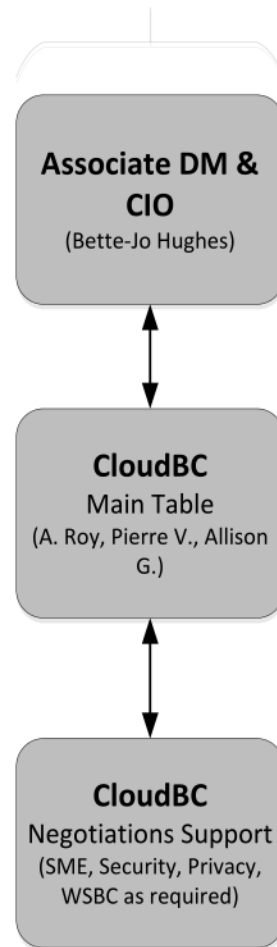 Associate DM &
CIO
(Bette-Jo Hughes)
CloudBC
Main Table
(A. Roy, Pierre V., Allison
G.)
CloudBC
Negotiations Support
(SME, Security, Privacy,
WSBC as required)